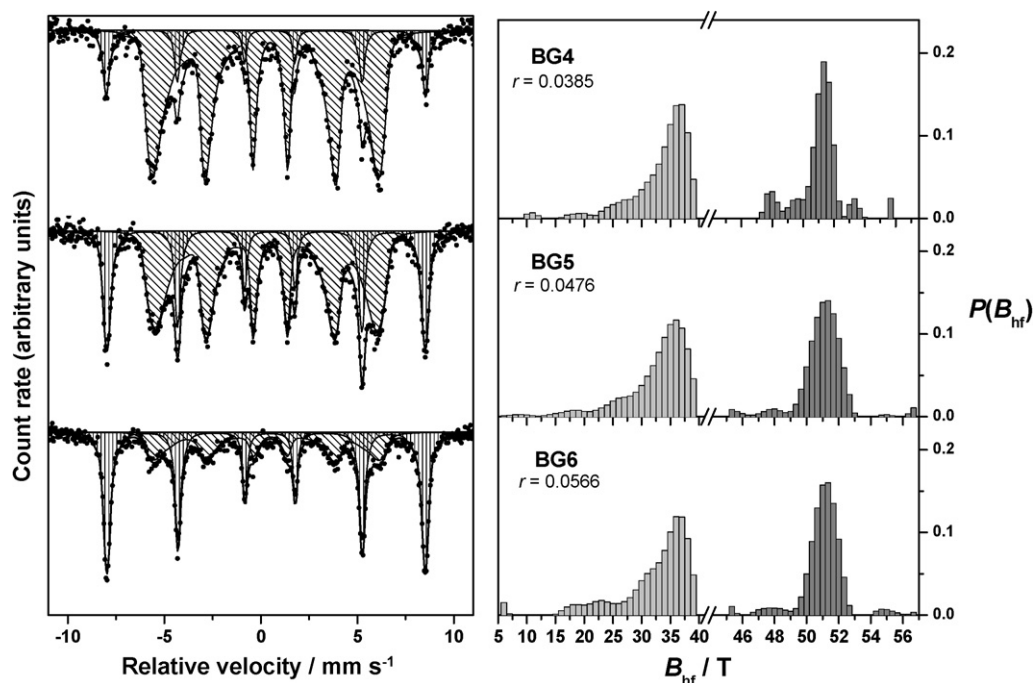 Count rate (arbitrary units)
-10 -5 0 5 10
Relative velocity / mm s⁻¹
BG4
r = 0.0385
BG5
r = 0.0476
BG6
r = 0.0566
0.2
0.1
0.0
0.2
0.1
0.0
0.2
0.1
0.0
P(B_hf)
5 10 15 20 25 30 35 40 46 48 50 52 54 56
B_hf / T